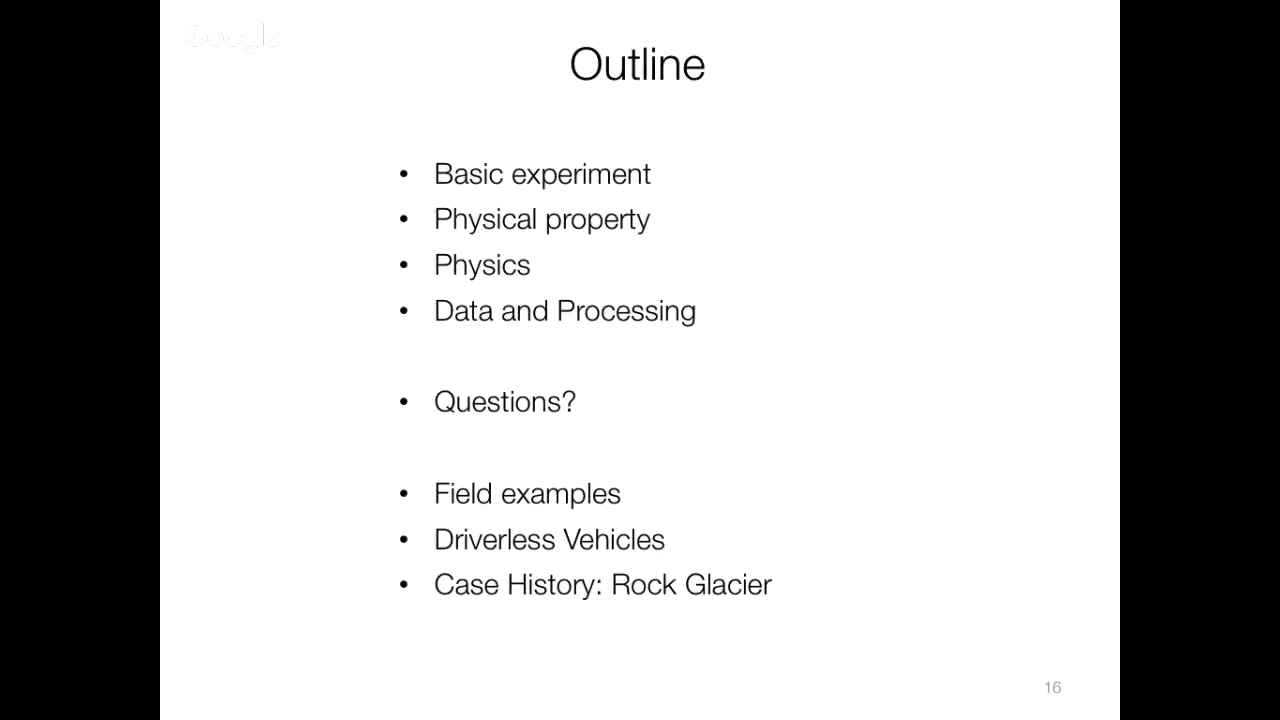 Google
Outline
• Basic experiment
• Physical property
• Physics
• Data and Processing
• Questions?
• Field examples
• Driverless Vehicles
• Case History: Rock Glacier
16